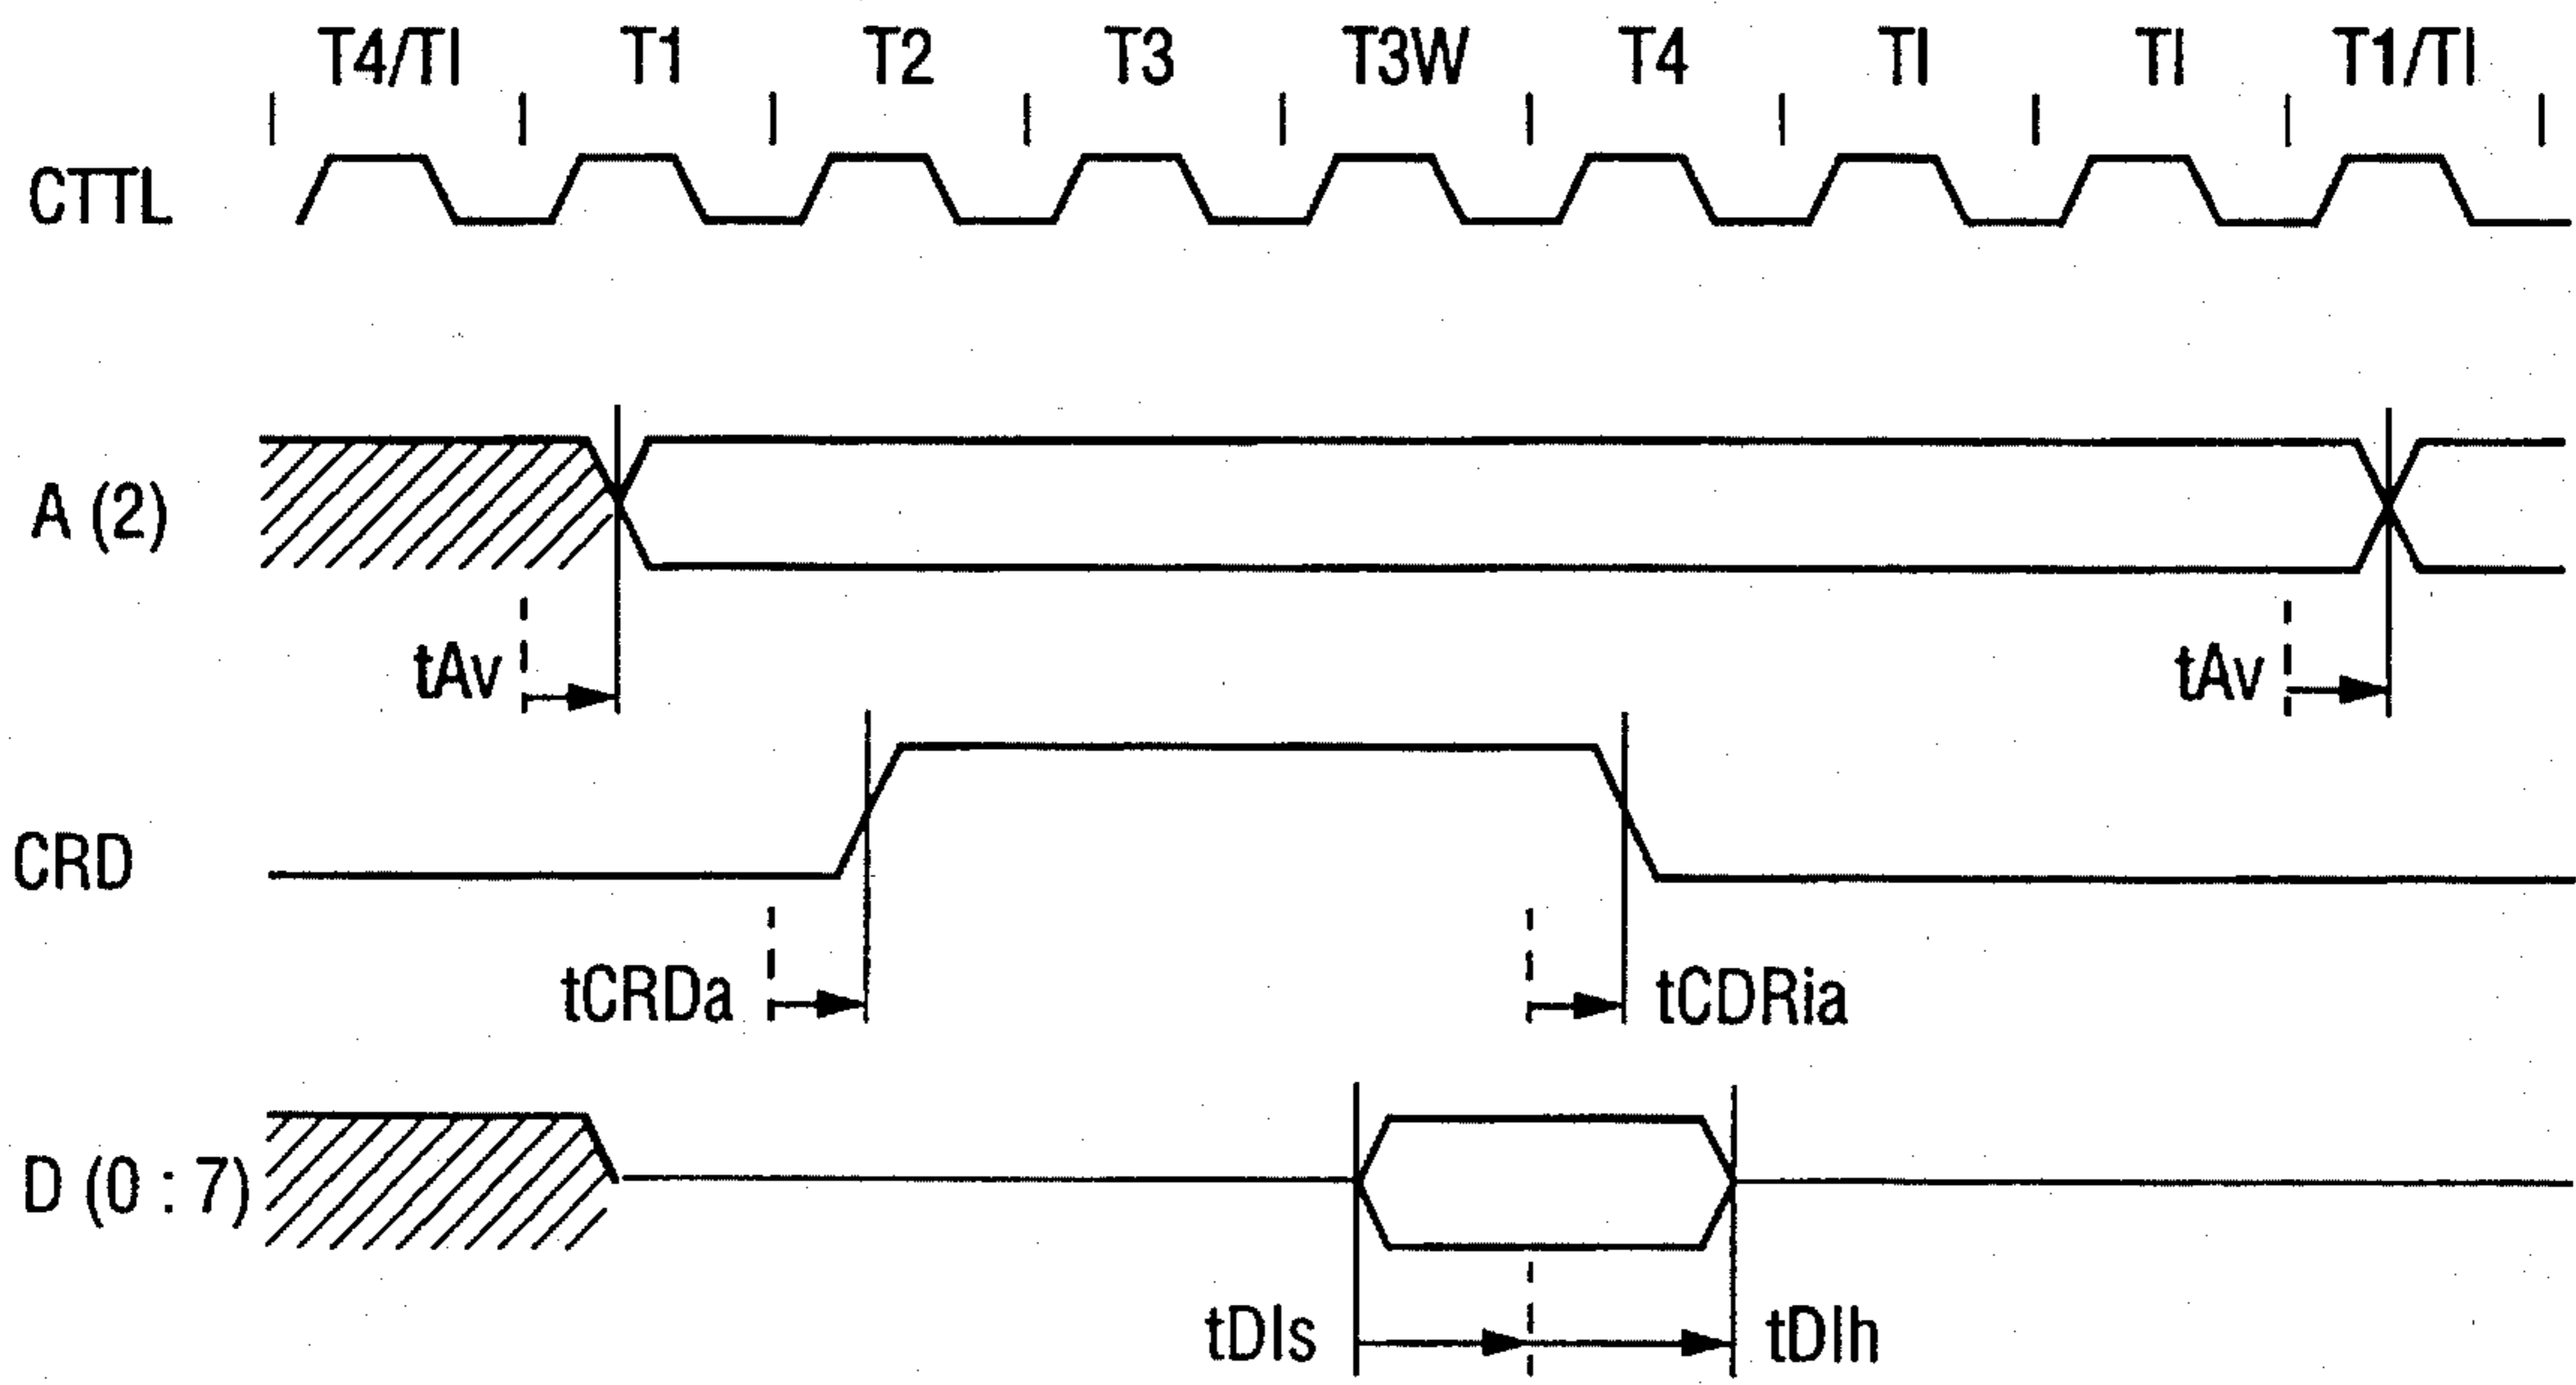 T4/TI T1 T2 T3 T3W T4 TI TI T1/TI
CTTL
A (2)
tAv tAv
CRD
tCRDa tCDRia
D (0 : 7)
tDIs tDIh